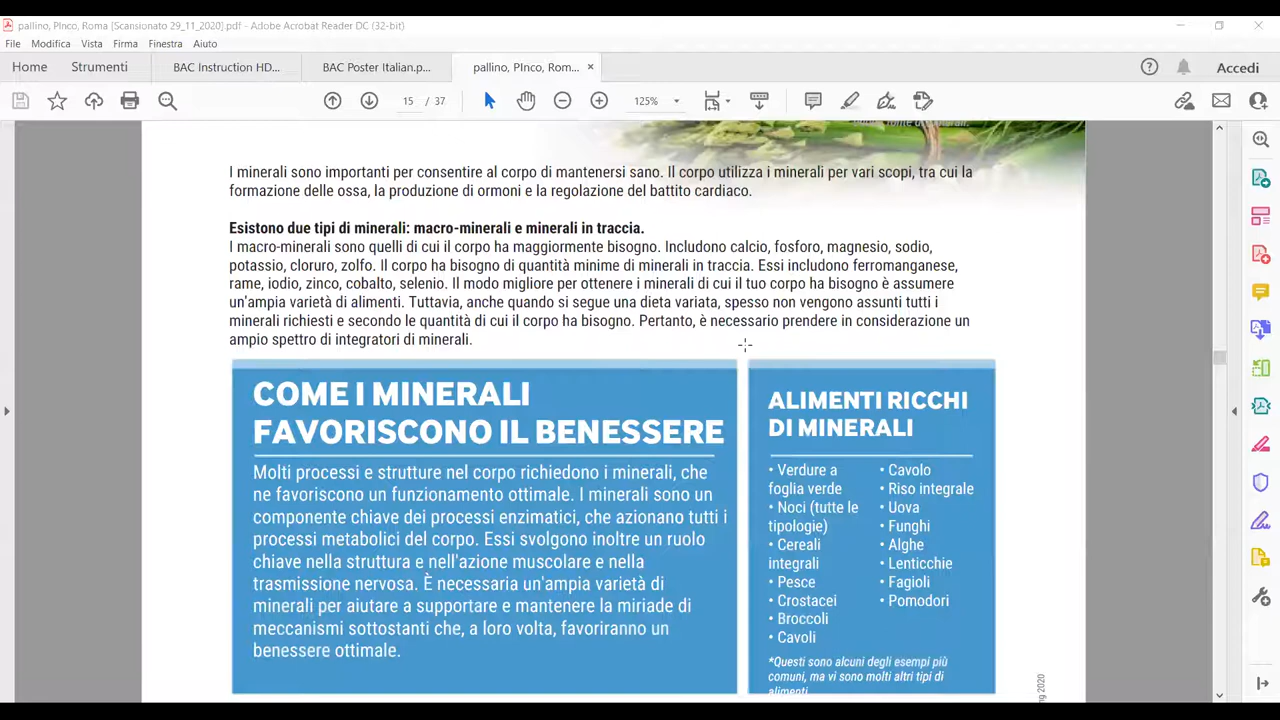 pallino, PInco, Roma [Scansionato 29_11_2020].pdf - Adobe Acrobat Reader DC (32-bit)
File Modifica Vista Firma Finestra Aiuto
Home Strumenti BAC Instruction HD... BAC Poster Italian.p... pallino, PInco, Rom... × Accedi
15 / 37 125%
I minerali sono importanti per consentire al corpo di mantenersi sano. Il corpo utilizza i minerali per vari scopi, tra cui la
formazione delle ossa, la produzione di ormoni e la regolazione del battito cardiaco.
Esistono due tipi di minerali: macro-minerali e minerali in traccia.
I macro-minerali sono quelli di cui il corpo ha maggiormente bisogno. Includono calcio, fosforo, magnesio, sodio,
potassio, cloruro, zolfo. Il corpo ha bisogno di quantità minime di minerali in traccia. Essi includono ferromanganese,
rame, iodio, zinco, cobalto, selenio. Il modo migliore per ottenere i minerali di cui il tuo corpo ha bisogno è assumere
un'ampia varietà di alimenti. Tuttavia, anche quando si segue una dieta variata, spesso non vengono assunti tutti i
minerali richiesti e secondo le quantità di cui il corpo ha bisogno. Pertanto, è necessario prendere in considerazione un
ampio spettro di integratori di minerali.
COME I MINERALI
FAVORISCONO IL BENESSERE
Molti processi e strutture nel corpo richiedono i minerali, che
ne favoriscono un funzionamento ottimale. I minerali sono un
componente chiave dei processi enzimatici, che azionano tutti i
processi metabolici del corpo. Essi svolgono inoltre un ruolo
chiave nella struttura e nell'azione muscolare e nella
trasmissione nervosa. È necessaria un'ampia varietà di
minerali per aiutare a supportare e mantenere la miriade di
meccanismi sottostanti che, a loro volta, favoriranno un
benessere ottimale.
ALIMENTI RICCHI
DI MINERALI
• Verdure a
foglia verde
• Noci (tutte le
tipologie)
• Cereali
integrali
• Pesce
• Crostacei
• Broccoli
• Cavoli
• Cavolo
• Riso integrale
• Uova
• Funghi
• Alghe
• Lenticchie
• Fagioli
• Pomodori
*Questi sono alcuni degli esempi più
comuni, ma vi sono molti altri tipi di
alimenti
2020